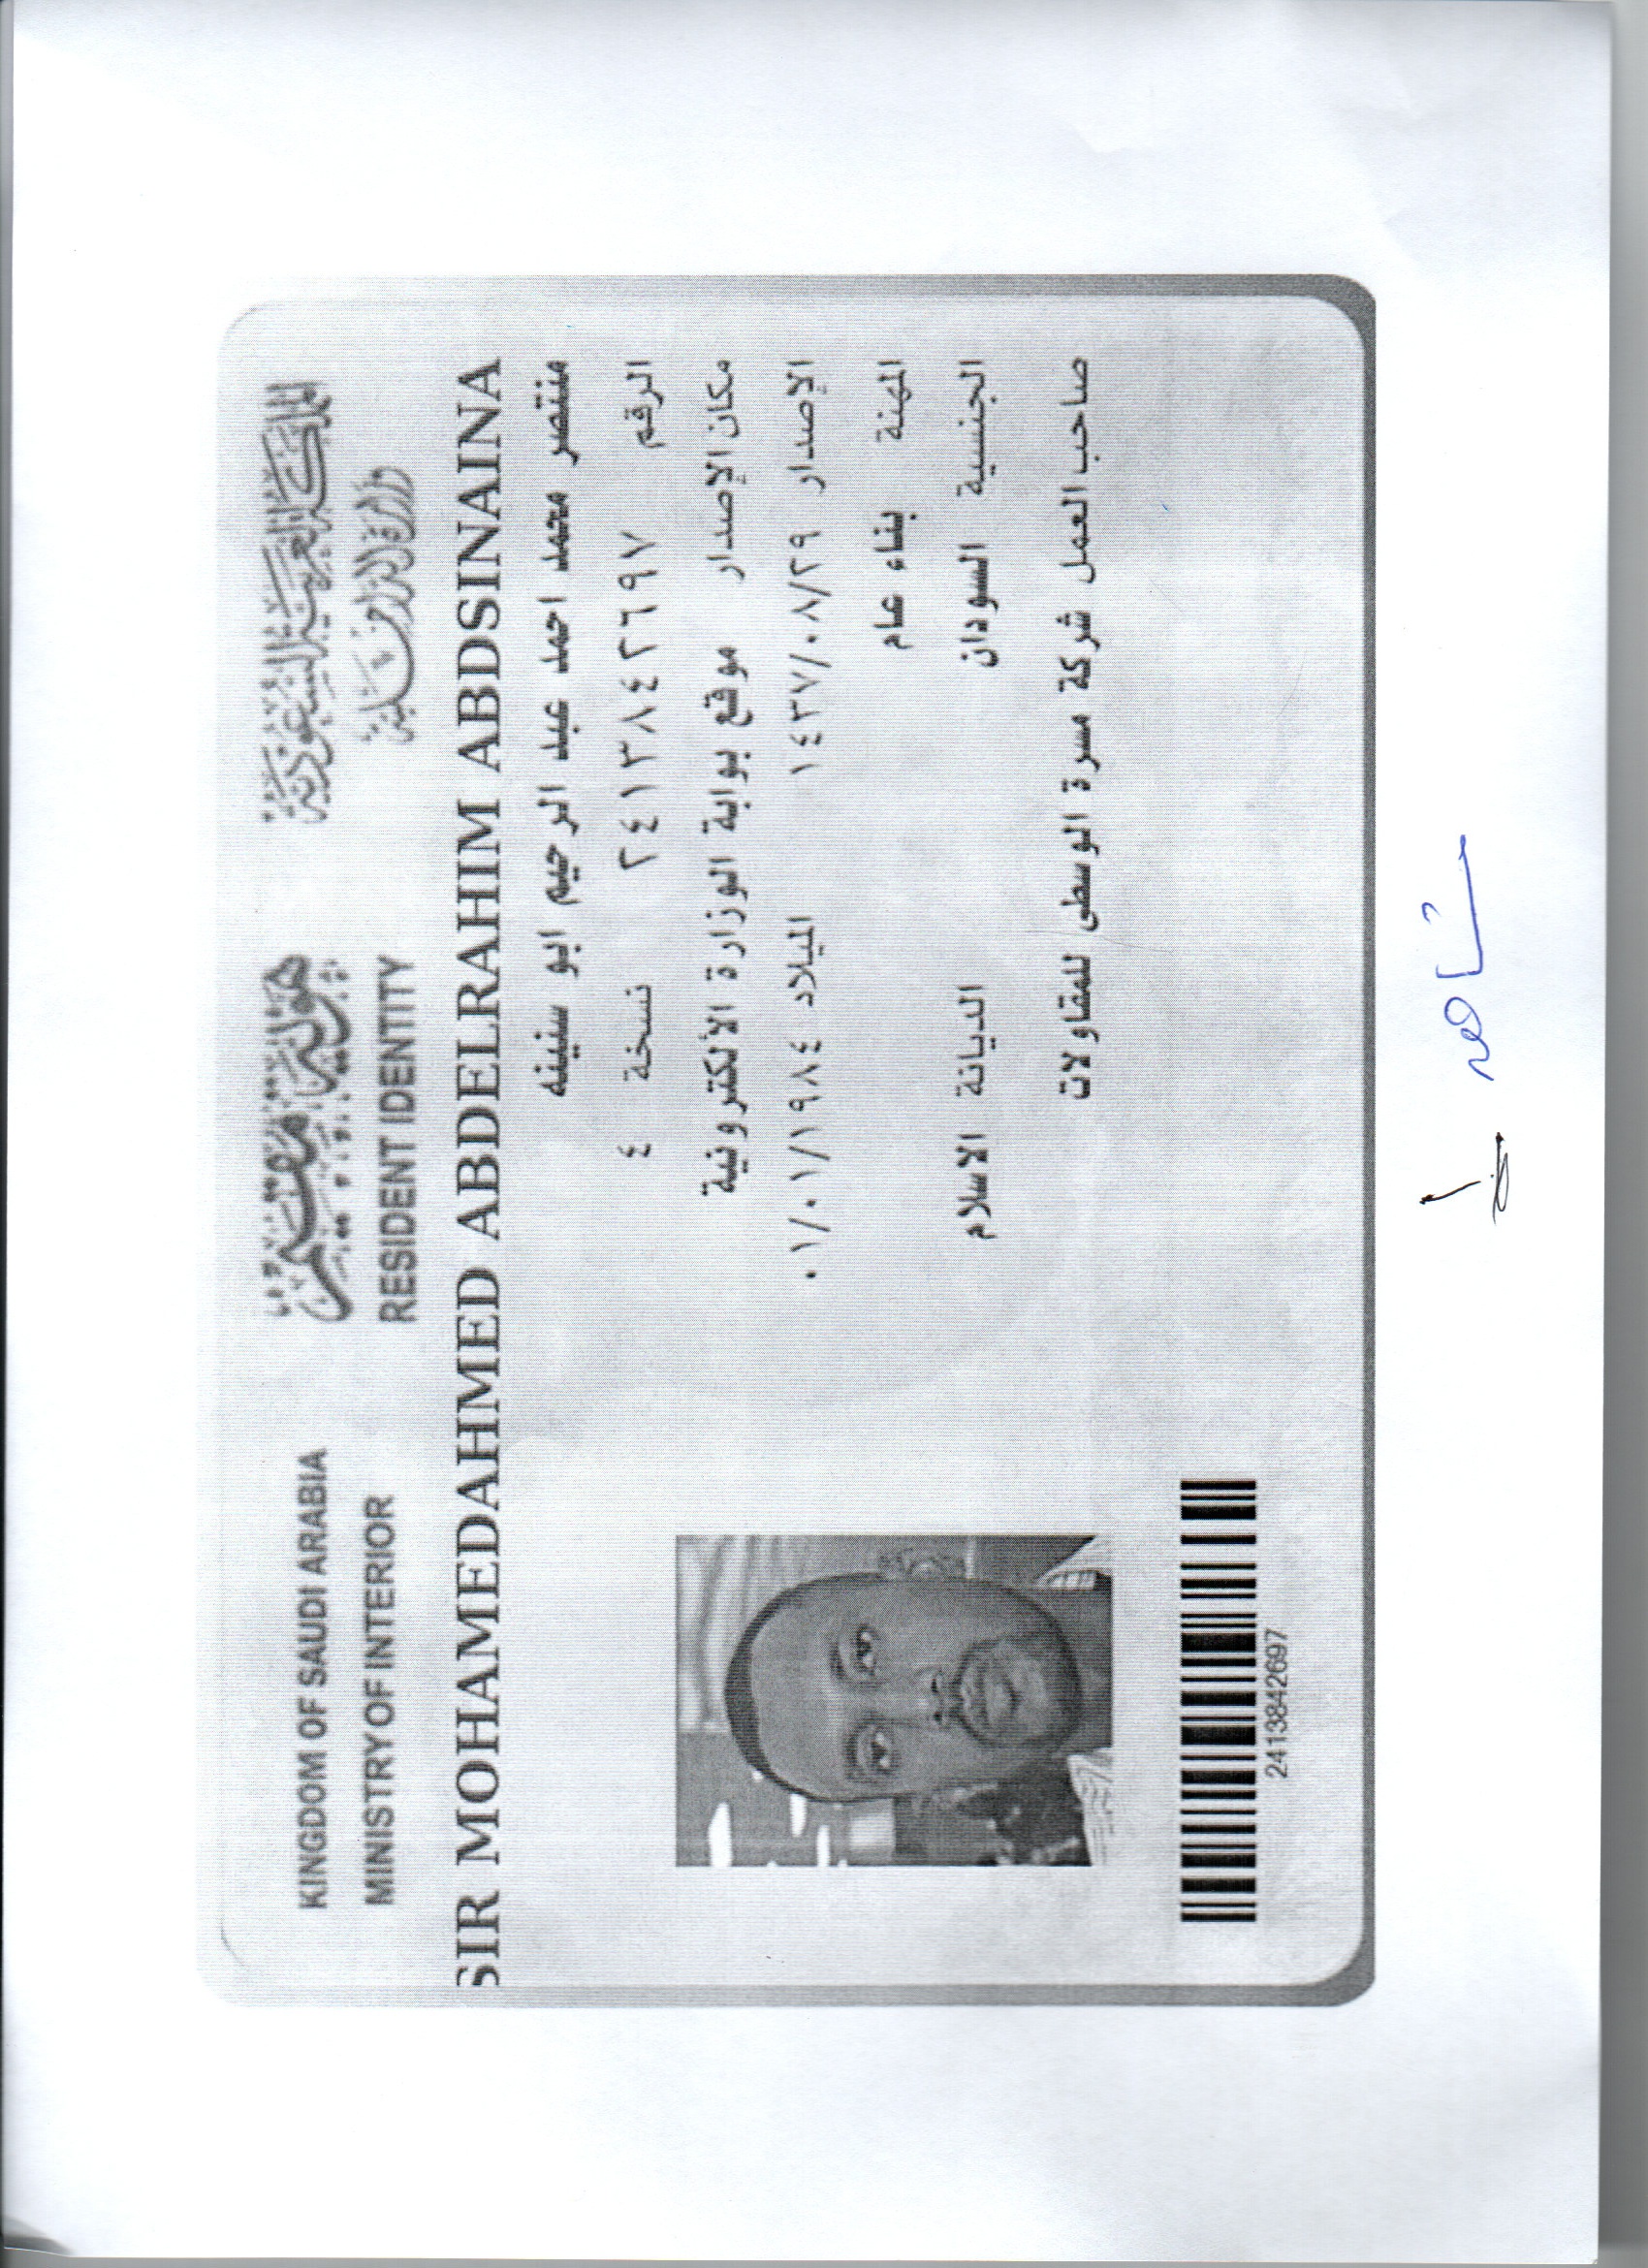 المملكة العربية السعودية
وزارة الداخلية
هوية مقيم
RESIDENT IDENTITY
KINGDOM OF SAUDI ARABIA
MINISTRY OF INTERIOR
SIR MOHAMEDAHMED ABDELRAHIM ABDSINAINA
منتصر محمد احمد عبد الرحيم ابو سنينه
الرقم ٢٤١٣٨٤٢٦٩٧ نسخة ٤
مكان الإصدار موقع بوابة الوزارة الألكترونية
الإصدار ١٤٣٧/٠٨/٢٩ الميلاد ٠١/٠١/١٩٨٤
المهنة بناء عام
الجنسية السودان الديانة الاسلام
صاحب العمل شركة مسرة الوسطى للمقاولات
2413842697